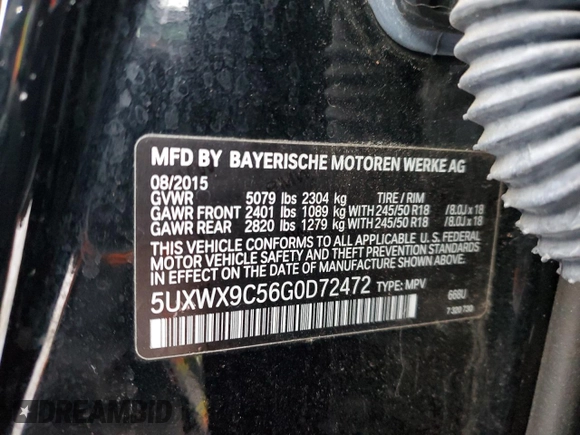 MFD BY BAYERISCHE MOTOREN WERKE AG
08/2015
GVWR 5079 lbs 2304 kg TIRE / RIM
GAWR FRONT 2401 lbs 1089 kg WITH 245/50 R18 / 8.0J x 18
GAWR REAR 2820 lbs 1279 kg WITH 245/50 R18 / 8.0J x 18
THIS VEHICLE CONFORMS TO ALL APPLICABLE U.S. FEDERAL
MOTOR VEHICLE SAFETY AND THEFT PREVENTION STANDARDS
IN EFFECT ON THE DATE OF MANUFACTURE SHOWN ABOVE.
5UXWX9C56G0D72472 TYPE: MPV 668U
DREAMBID